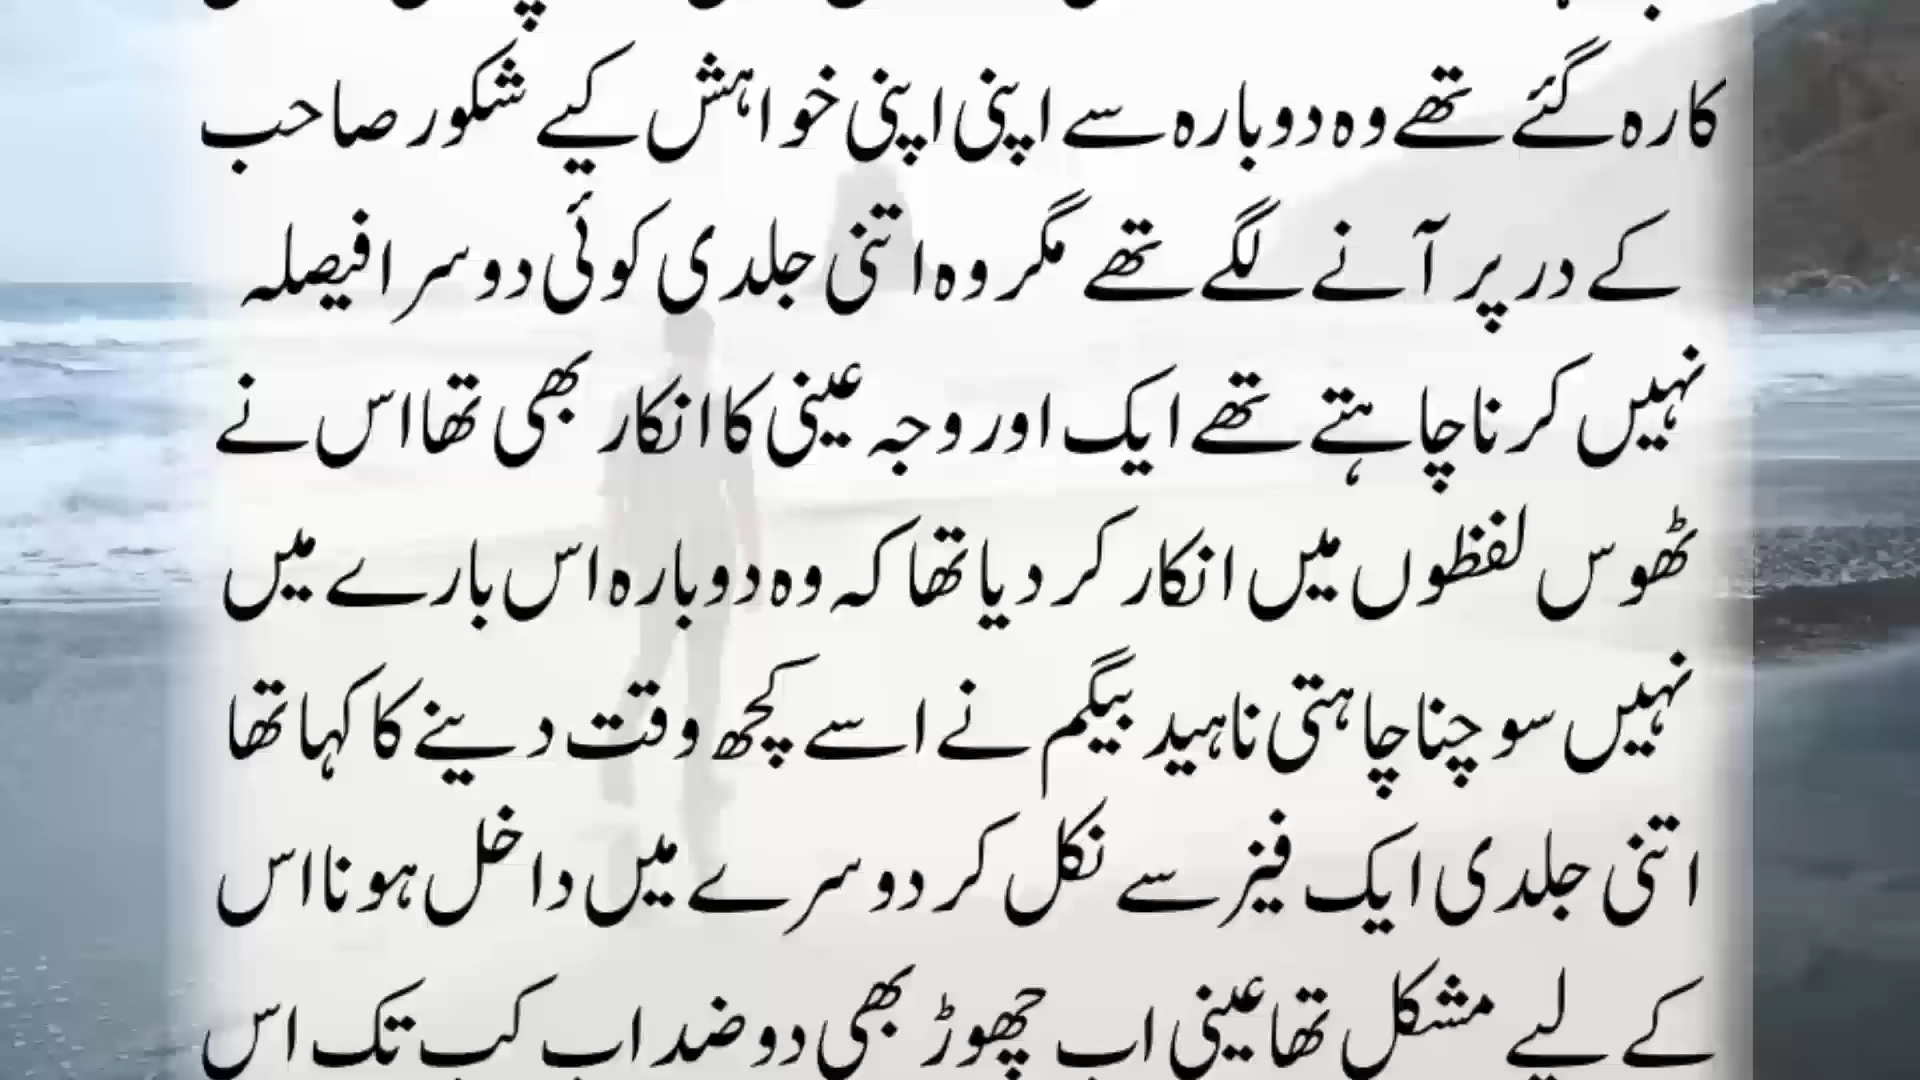 کارہ گئے تھے وہ دوبارہ سے اپنی اپنی خواہش کیے شکور صاحب
کے در پر آنے لگے تھے مگر وہ اتنی جلدی کوئی دوسرا فیصلہ
نہیں کرنا چاہتے تھے ایک اور وجہ عینی کا انکار بھی تھا اس نے
ٹھوس لفظوں میں انکار کر دیا تھا کہ وہ دوبارہ اس بارے میں
نہیں سوچنا چاہتی ناہید بیگم نے اسے کچھ وقت دینے کا کہا تھا
اتنی جلدی ایک فیز سے نکل کر دوسرے میں داخل ہونا اس
کے لیے مشکل تھا عینی اب چھوڑ بھی دو ضد اب کب تک اس